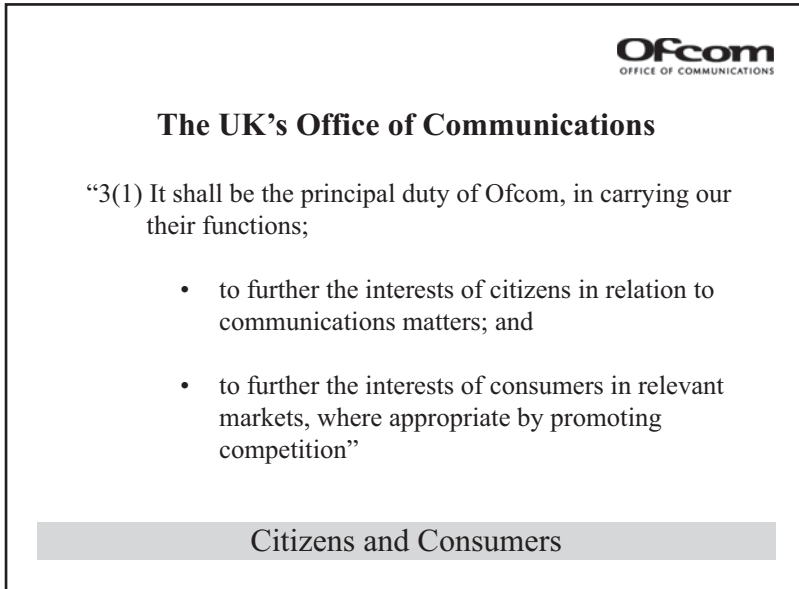 Ofcom
OFFICE OF COMMUNICATIONS
The UK’s Office of Communications
“3(1) It shall be the principal duty of Ofcom, in carrying our
their functions;
• to further the interests of citizens in relation to
communications matters; and
• to further the interests of consumers in relevant
markets, where appropriate by promoting
competition”
Citizens and Consumers